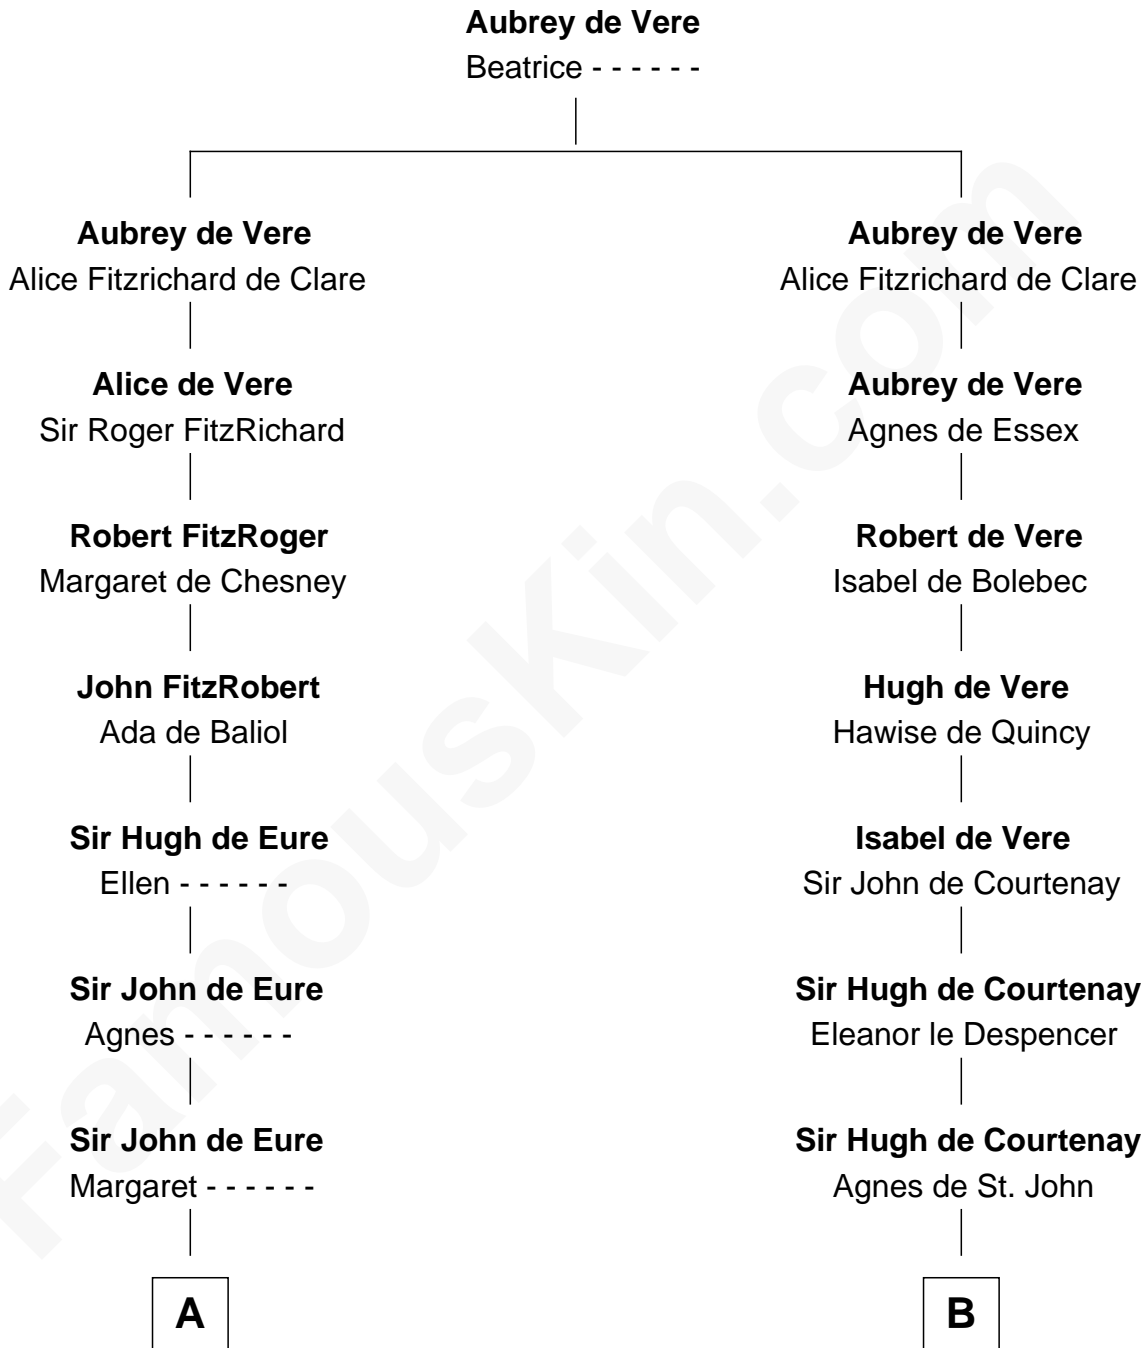 Aubrey de Vere
Beatrice - - - - - -
Aubrey de Vere
Alice Fitzrichard de Clare
Alice de Vere
Sir Roger FitzRichard
Robert FitzRoger
Margaret de Chesney
John FitzRobert
Ada de Baliol
Sir Hugh de Eure
Ellen - - - - - -
Sir John de Eure
Agnes - - - - - -
Sir John de Eure
Margaret - - - - - -
A
Aubrey de Vere
Alice Fitzrichard de Clare
Aubrey de Vere
Agnes de Essex
Robert de Vere
Isabel de Bolebec
Hugh de Vere
Hawise de Quincy
Isabel de Vere
Sir John de Courtenay
Sir Hugh de Courtenay
Eleanor le Despencer
Sir Hugh de Courtenay
Agnes de St. John
B
FamousKin.com